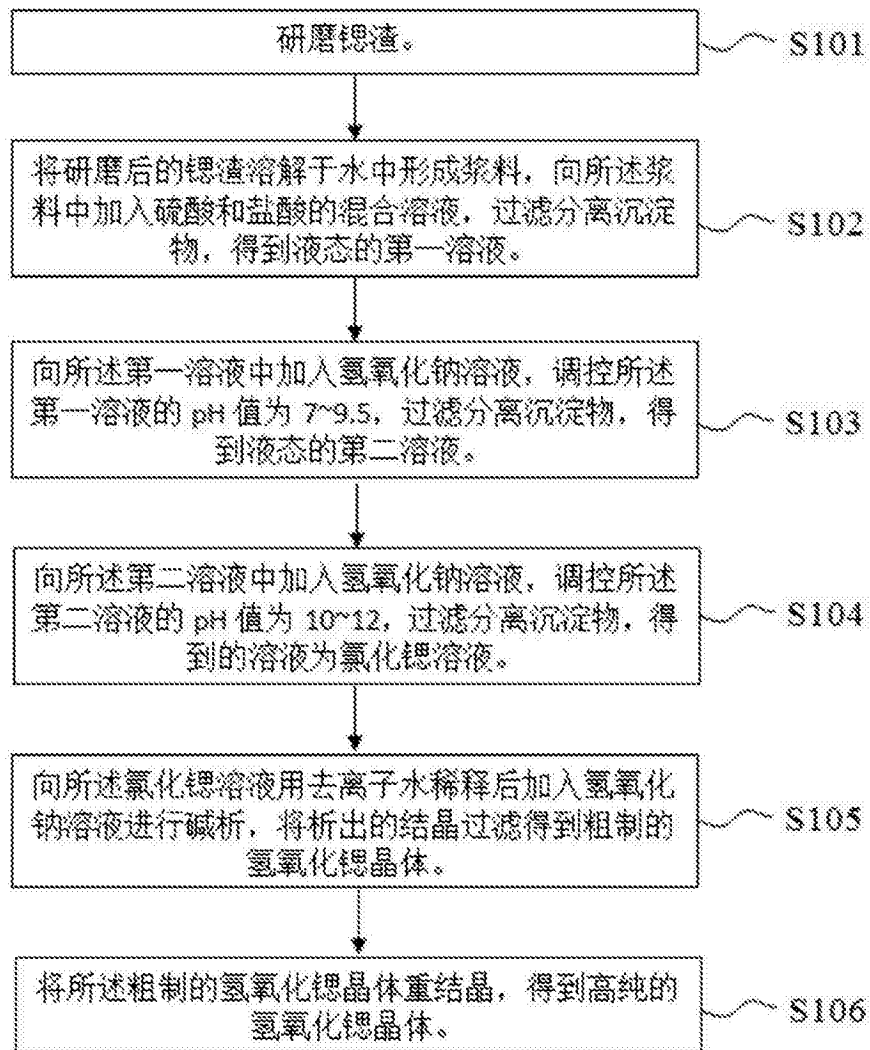 研磨锶渣。
S101
将研磨后的锶渣溶解于水中形成浆料，向所述浆
料中加入硫酸和盐酸的混合溶液，过滤分离沉淀
物，得到液态的第一溶液。
S102
向所述第一溶液中加入氢氧化钠溶液，调控所述
第一溶液的 pH 值为 7~9.5，过滤分离沉淀物，得
到液态的第二溶液。
S103
向所述第二溶液中加入氢氧化钠溶液，调控所述
第二溶液的 pH 值为 10~12，过滤分离沉淀物，得
到的溶液为氯化锶溶液。
S104
向所述氯化锶溶液用去离子水稀释后加入氢氧化
钠溶液进行碱析，将析出的结晶过滤得到粗制的
氢氧化锶晶体。
S105
将所述粗制的氢氧化锶晶体重结晶，得到高纯的
氢氧化锶晶体。
S106